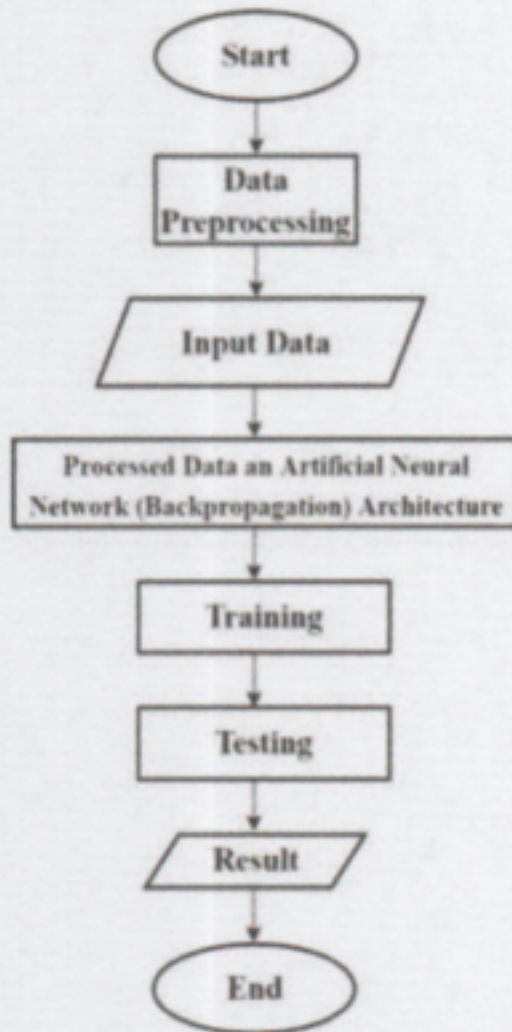 Start
Data
Preprocessing
Input Data
Processed Data an Artificial Neural
Network (Backpropagation) Architecture
Training
Testing
Result
End